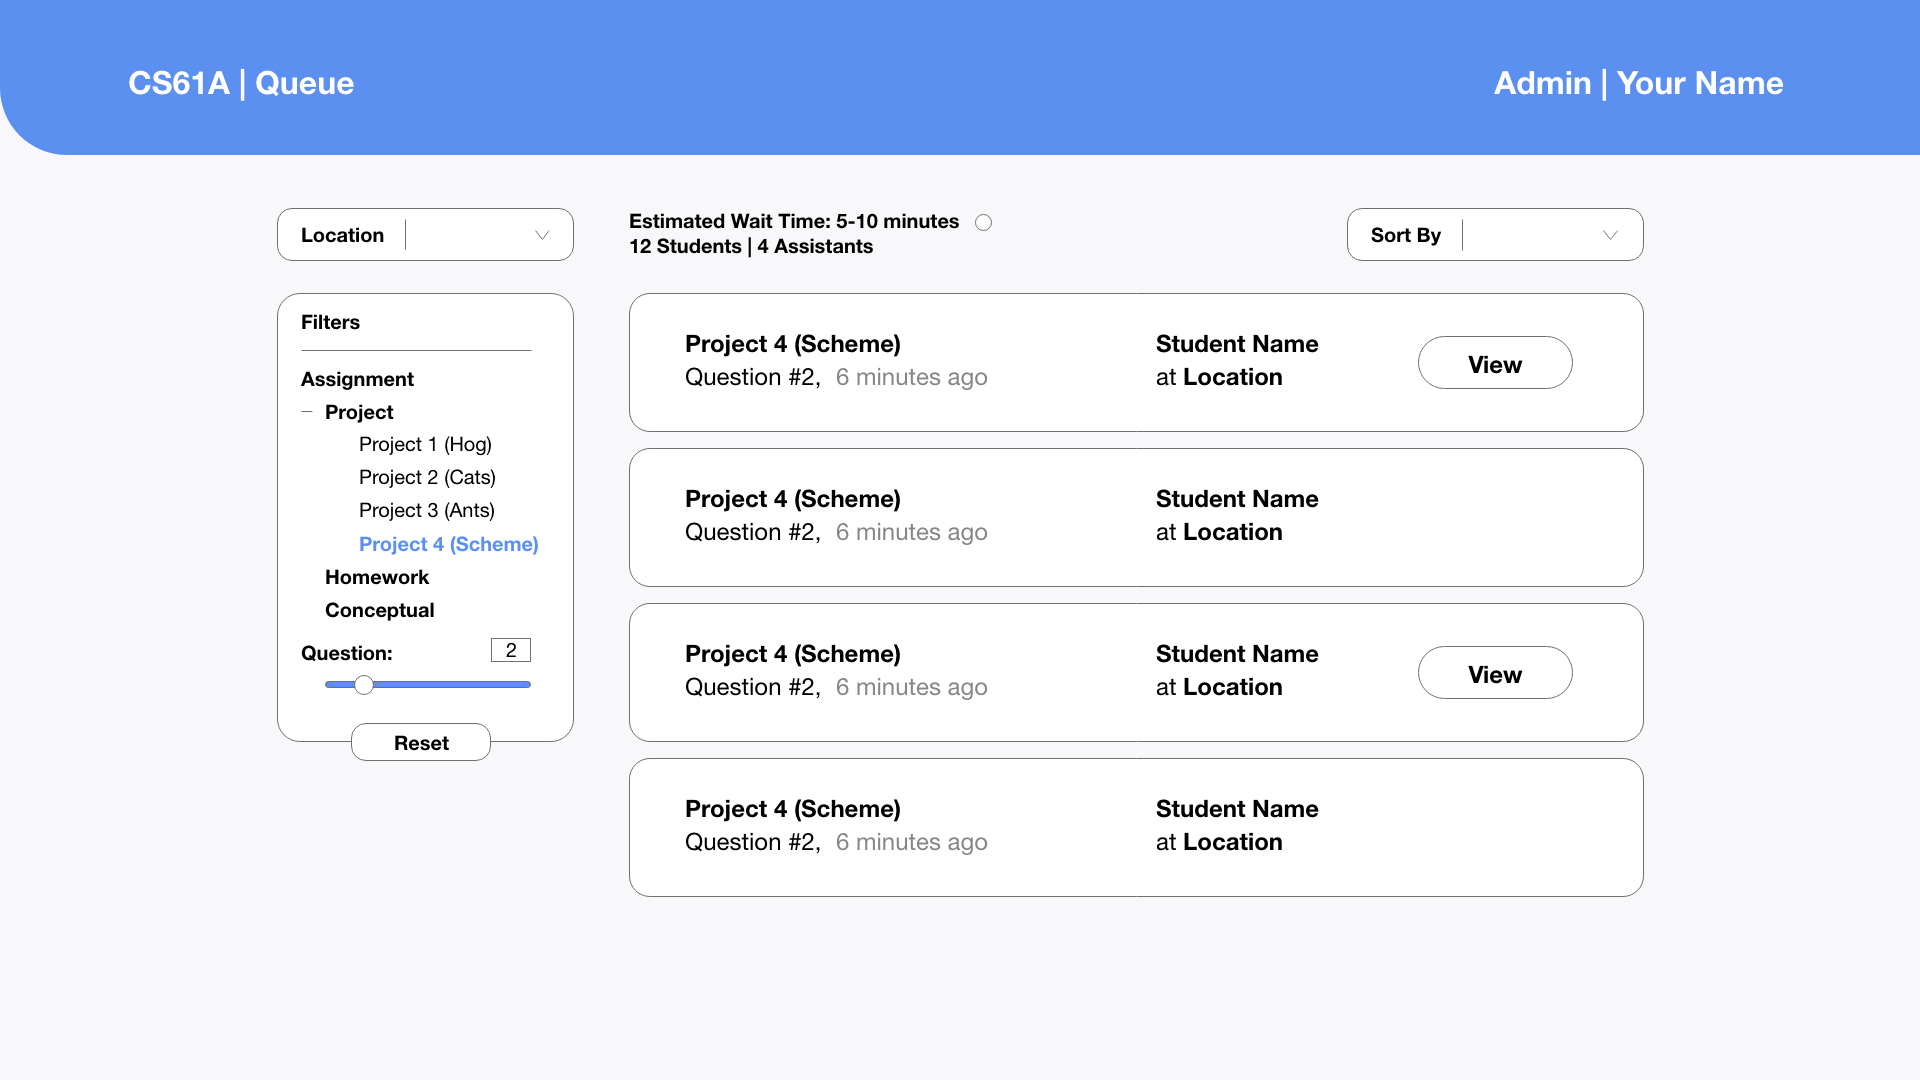 CS61A | Queue
Admin | Your Name
Location
Estimated Wait Time: 5-10 minutes
12 Students | 4 Assistants
Sort By
Filters
Assignment
Project
Project 1 (Hog)
Project 2 (Cats)
Project 3 (Ants)
Project 4 (Scheme)
Homework
Conceptual
Question: 2
Reset
Project 4 (Scheme)
Question #2, 6 minutes ago
Student Name
at Location
View
Project 4 (Scheme)
Question #2, 6 minutes ago
Student Name
at Location
Project 4 (Scheme)
Question #2, 6 minutes ago
Student Name
at Location
View
Project 4 (Scheme)
Question #2, 6 minutes ago
Student Name
at Location